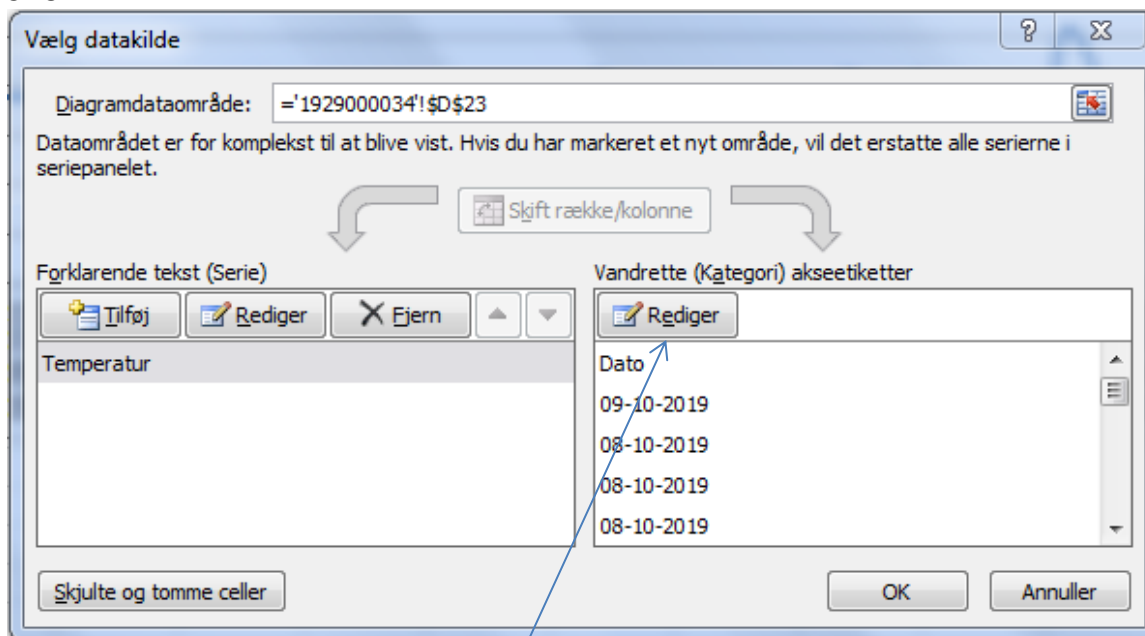 Vælg datakilde
Diagramdataområde: ='1929000034'!$D$23
Dataområdet er for komplekst til at blive vist. Hvis du har markeret et nyt område, vil det erstatte alle serierne i
seriepanelet.
Skift række/kolonne
Forklarende tekst (Serie)
Tilføj Rediger Fjern
Temperatur
Vandrette (Kategori) akseetiketter
Rediger
Dato
09-10-2019
08-10-2019
08-10-2019
08-10-2019
Skjulte og tomme celler
OK Annuller